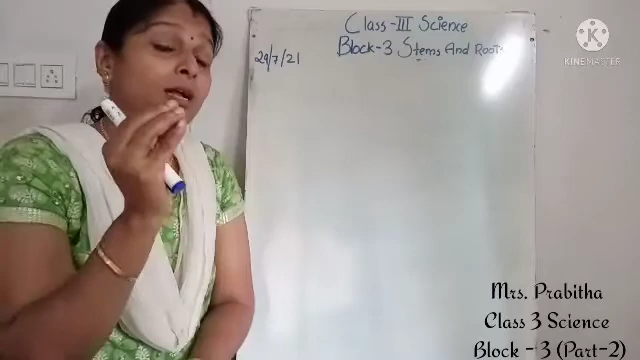 Class-III Science
Block-3 Stems And Roots
29/7/21
KINEMASTER
Mrs. Prabitha
Class 3 Science
Block - 3 (Part-2)